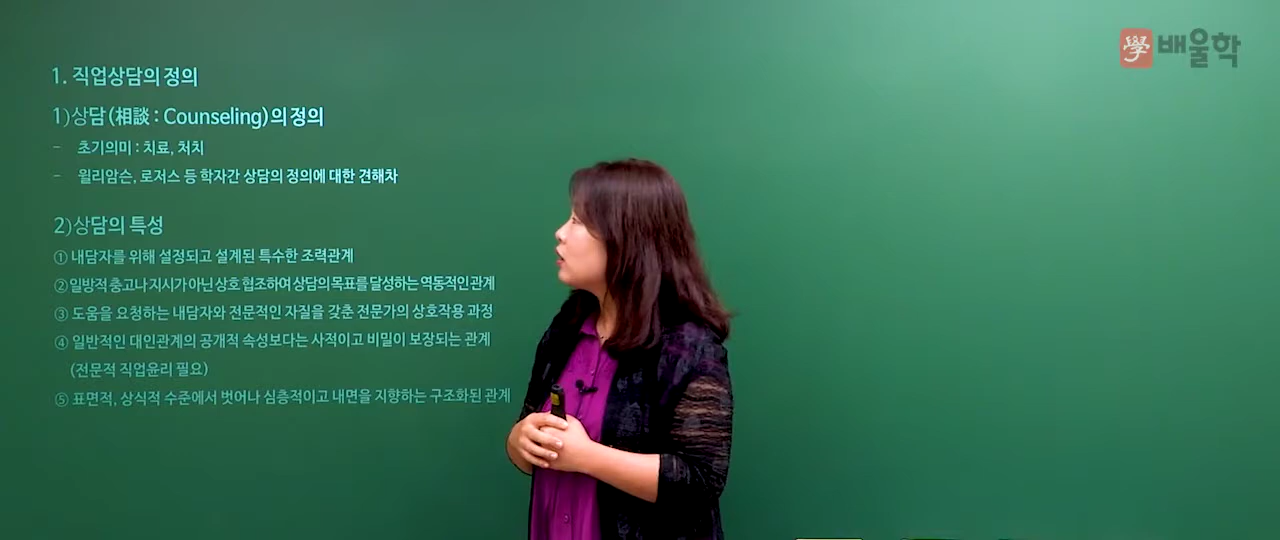 學배울학
1. 직업상담의 정의
1)상담(相談 : Counseling)의 정의
- 초기의미 : 치료, 처치
- 윌리암슨, 로저스 등 학자간 상담의 정의에 대한 견해차
2)상담의 특성
① 내담자를 위해 설정되고 설계된 특수한 조력관계
② 일방적 충고나 지시가 아닌 상호 협조하여 상담의 목표를 달성하는 역동적인 관계
③ 도움을 요청하는 내담자와 전문적인 자질을 갖춘 전문가의 상호작용 과정
④ 일반적인 대인관계의 공개적 속성보다는 사적이고 비밀이 보장되는 관계
(전문적 직업윤리 필요)
⑤ 표면적, 상식적 수준에서 벗어나 심층적이고 내면을 지향하는 구조화된 관계